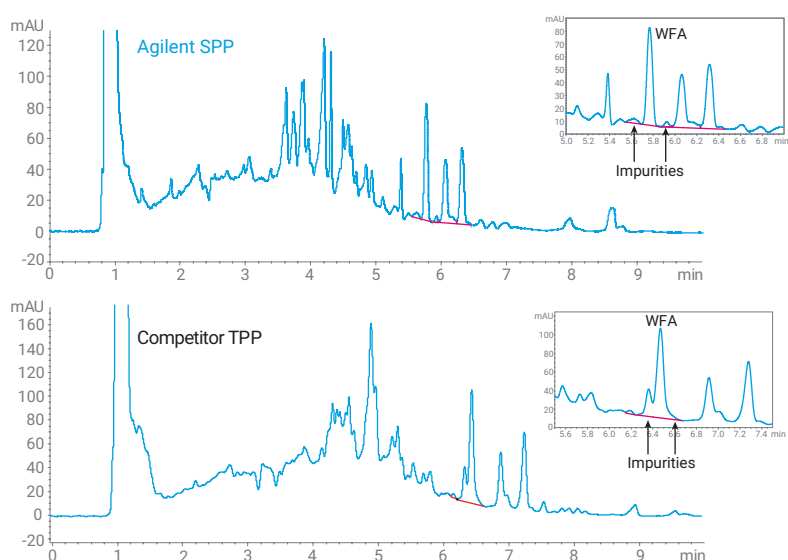 mAU
Agilent SPP
120
100
80
60
40
20
0
-20
0 1 2 3 4 5 6 7 8 9 min
mAU
WFA
80
70
60
50
40
30
20
10
0
5.0 5.2 5.4 5.6 5.8 6.0 6.2 6.4 6.6 6.8 min
Impurities
mAU
Competitor TPP
160
140
120
100
80
60
40
20
0
-20
0 1 2 3 4 5 6 7 8 9 min
mAU
WFA
100
80
60
40
20
0
5.6 5.8 6.0 6.2 6.4 6.6 6.8 7.0 7.2 7.4 min
Impurities